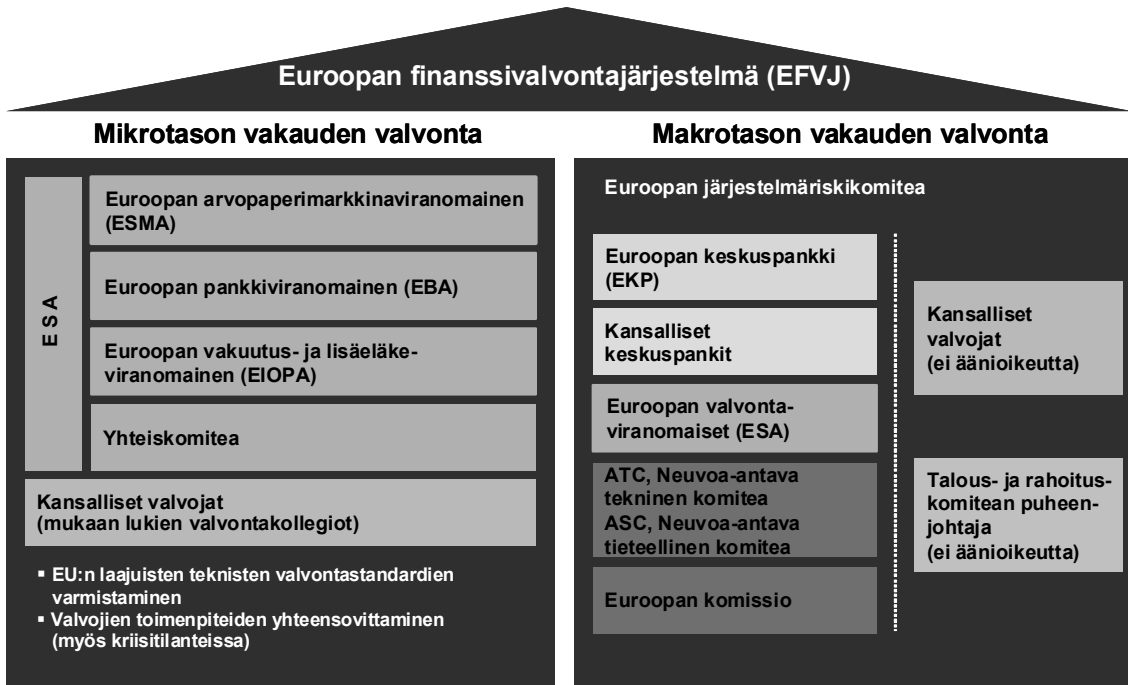 Euroopan finanssivalvontajärjestelmä (EFVJ)
Mikrotason vakauden valvonta
E S A
Euroopan arvopaperimarkkinaviranomainen
(ESMA)
Euroopan pankkiviranomainen (EBA)
Euroopan vakuutus- ja lisäeläke-
viranomainen (EIOPA)
Yhteiskomitea
Kansalliset valvojat
(mukaan lukien valvontakollegiot)
▪ EU:n laajuisten teknisten valvontastandardien
varmistaminen
▪ Valvojien toimenpiteiden yhteensovittaminen
(myös kriisitilanteissa)
Makrotason vakauden valvonta
Euroopan järjestelmäriskikomitea
Euroopan keskuspankki
(EKP)
Kansalliset
keskuspankit
Euroopan valvonta-
viranomaiset (ESA)
ATC, Neuvoa-antava
tekninen komitea
ASC, Neuvoa-antava
tieteellinen komitea
Euroopan komissio
Kansalliset
valvojat
(ei äänioikeutta)
Talous- ja rahoitus-
komitean puheen-
johtaja
(ei äänioikeutta)